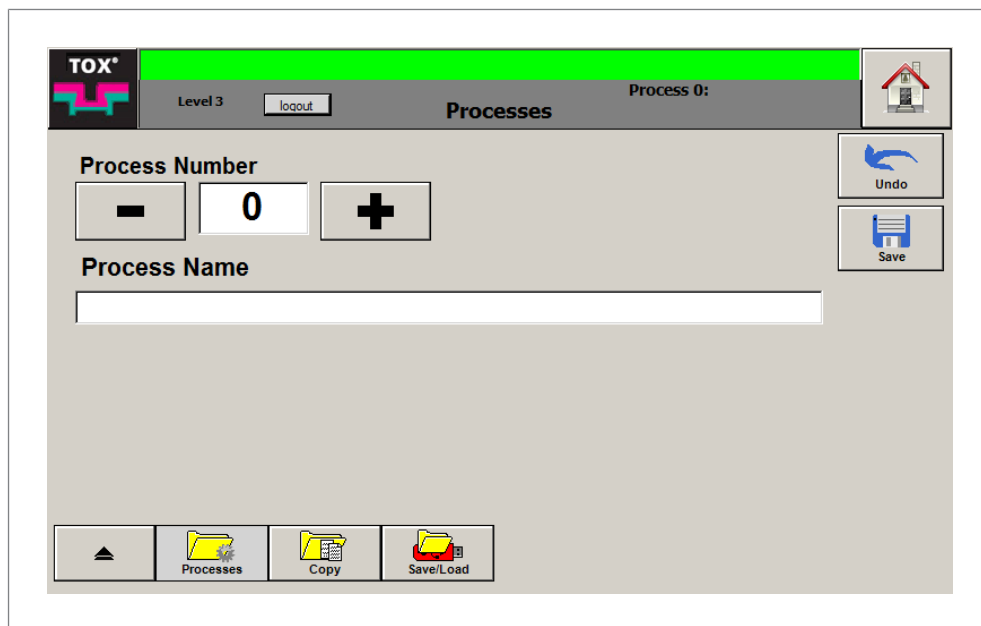 TOX®
Level 3
logout
Processes
Process 0:
Process Number
0
Undo
Save
Process Name
Processes
Copy
Save/Load